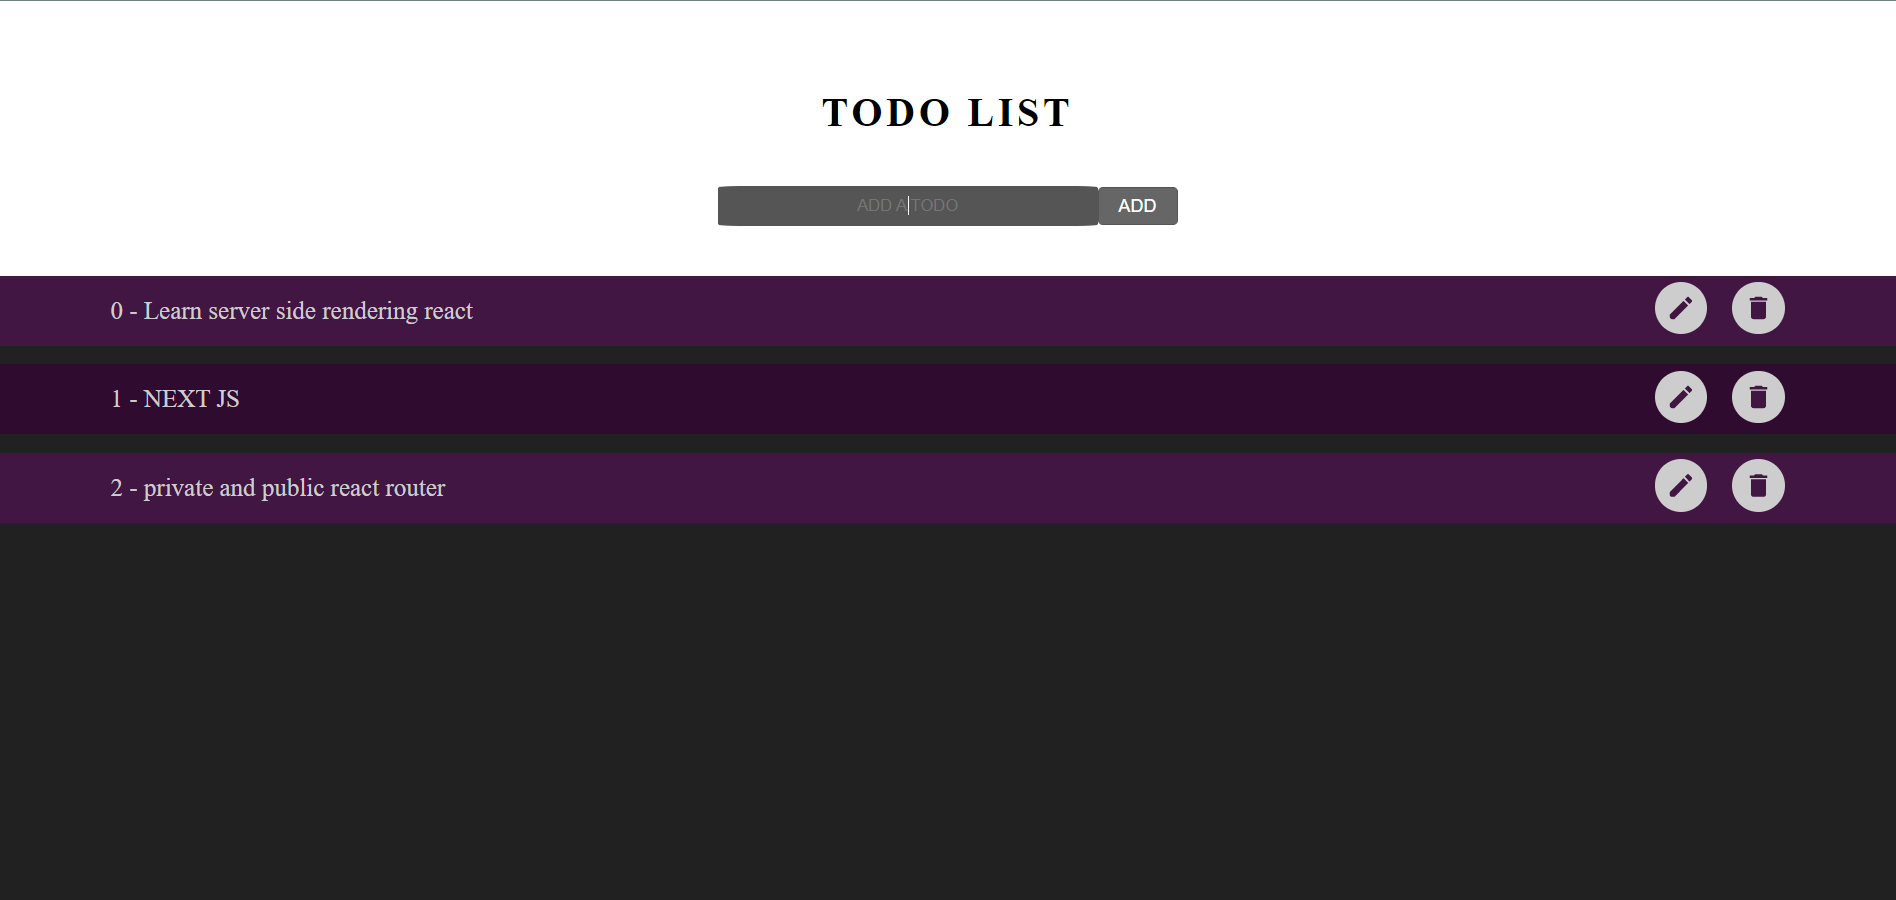 TODO LIST
ADD A TODO ADD
0 - Learn server side rendering react
1 - NEXT JS
2 - private and public react router